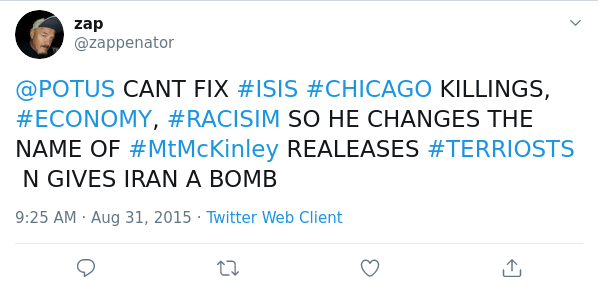 zap
@zappenator
@POTUS CANT FIX #ISIS #CHICAGO KILLINGS,
#ECONOMY, #RACISIM SO HE CHANGES THE
NAME OF #MtMcKinley REALEASES #TERRIOSTS
N GIVES IRAN A BOMB
9:25 AM · Aug 31, 2015 · Twitter Web Client